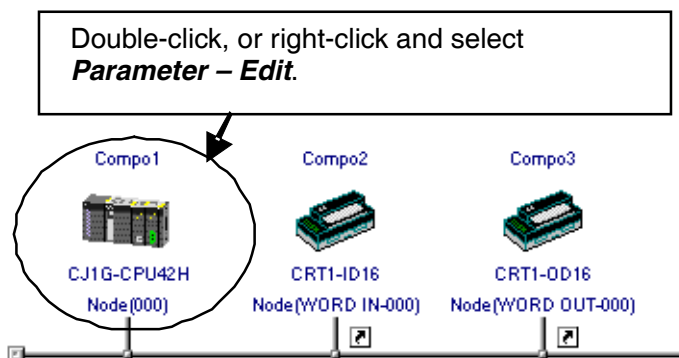 Double-click, or right-click and select
Parameter – Edit.
Compo1 Compo2 Compo3
CJ1G-CPU42H CRT1-ID16 CRT1-OD16
Node(000) Node(WORD IN-000) Node(WORD OUT-000)